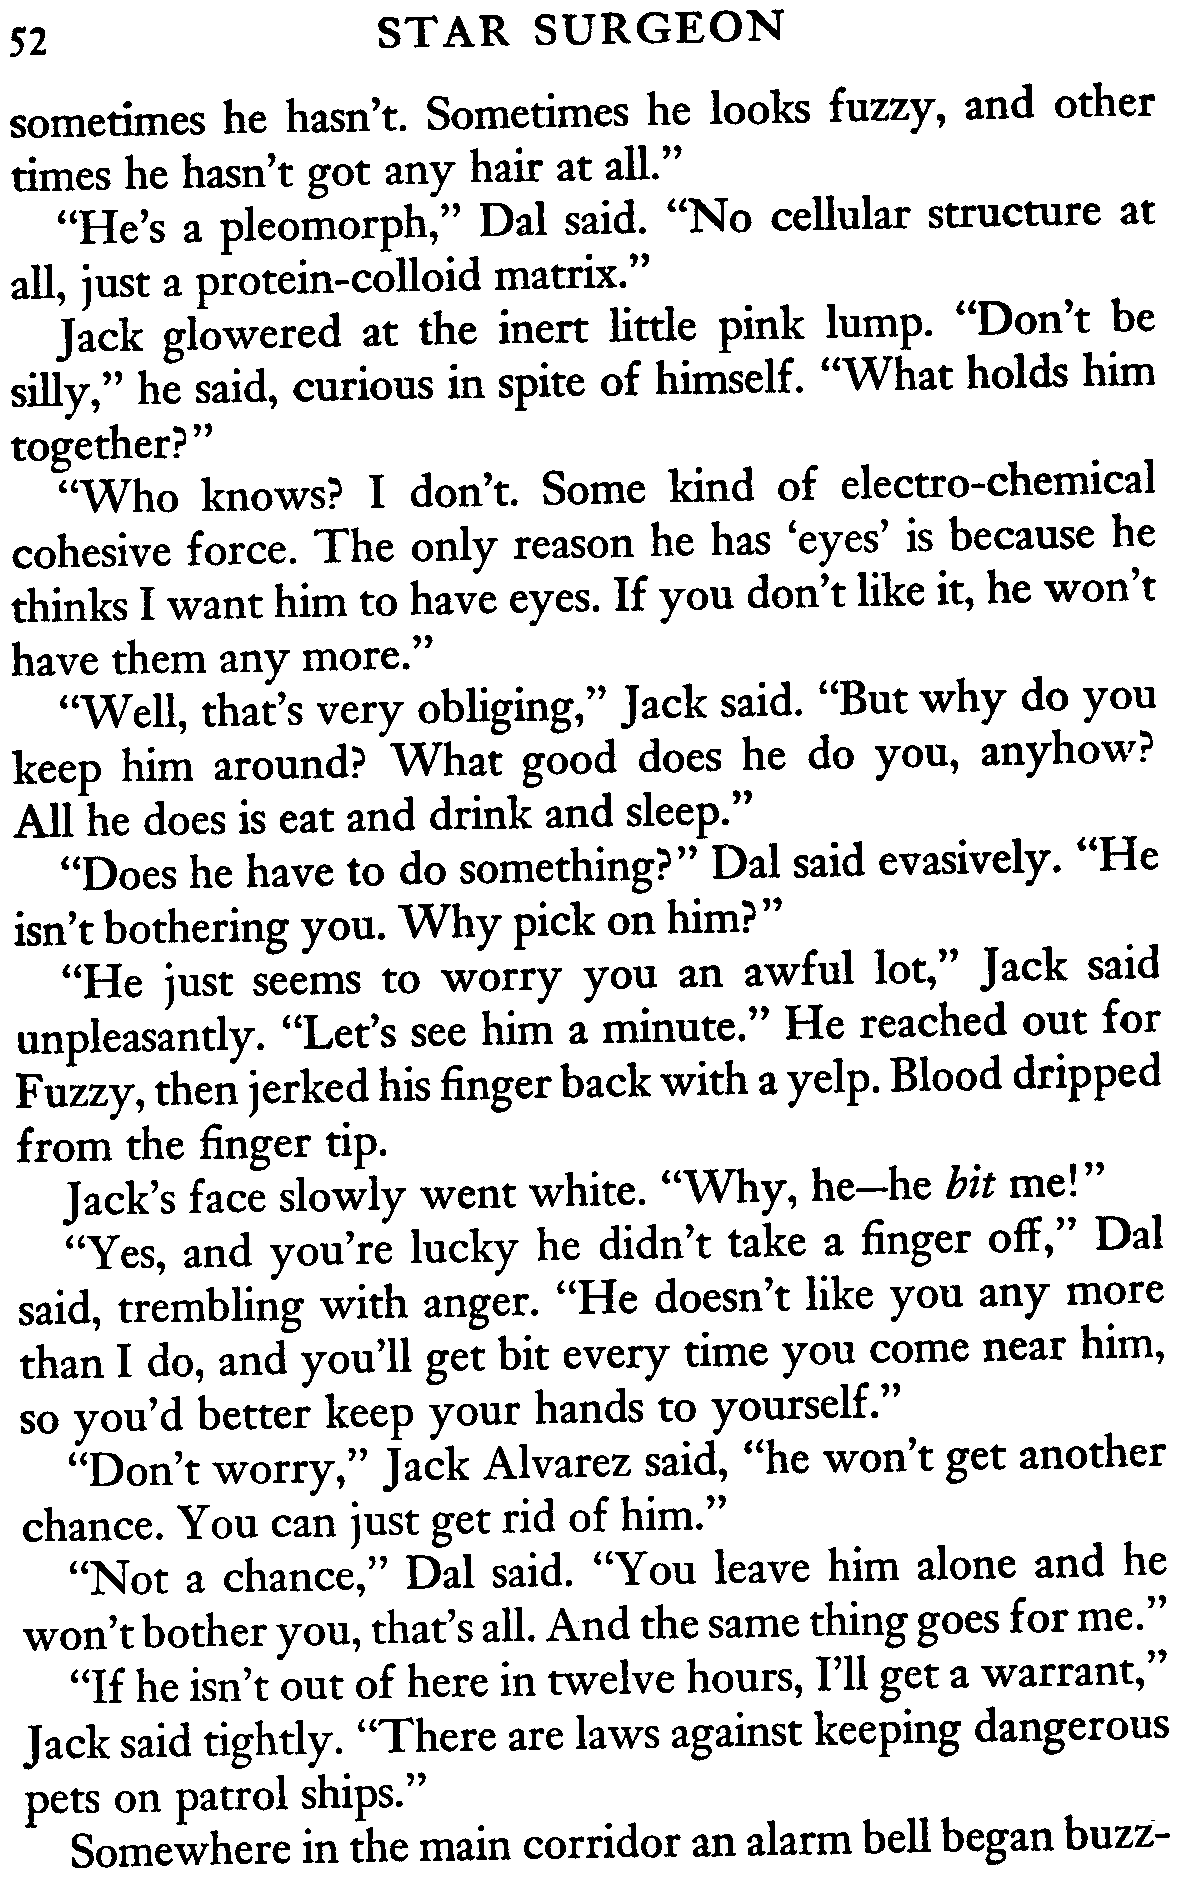 52 STAR SURGEON
sometimes he hasn't. Sometimes he looks fuzzy, and other
times he hasn't got any hair at all.”
“He's a pleomorph,” Dal said. “No cellular structure at
all, just a protein-colloid matrix.”
Jack glowered at the inert little pink lump. “Don't be
silly,” he said, curious in spite of himself. “What holds him
together?”
“Who knows? I don't. Some kind of electro-chemical
cohesive force. The only reason he has ‘eyes’ is because he
thinks I want him to have eyes. If you don't like it, he won't
have them any more.”
“Well, that's very obliging,” Jack said. “But why do you
keep him around? What good does he do you, anyhow?
All he does is eat and drink and sleep.”
“Does he have to do something?” Dal said evasively. “He
isn't bothering you. Why pick on him?”
“He just seems to worry you an awful lot,” Jack said
unpleasantly. “Let's see him a minute.” He reached out for
Fuzzy, then jerked his finger back with a yelp. Blood dripped
from the finger tip.
Jack's face slowly went white. “Why, he—he bit me!”
“Yes, and you're lucky he didn't take a finger off,” Dal
said, trembling with anger. “He doesn't like you any more
than I do, and you'll get bit every time you come near him,
so you'd better keep your hands to yourself.”
“Don't worry,” Jack Alvarez said, “he won't get another
chance. You can just get rid of him.”
“Not a chance,” Dal said. “You leave him alone and he
won't bother you, that's all. And the same thing goes for me.”
“If he isn't out of here in twelve hours, I'll get a warrant,”
Jack said tightly. “There are laws against keeping dangerous
pets on patrol ships.”
Somewhere in the main corridor an alarm bell began buzz-